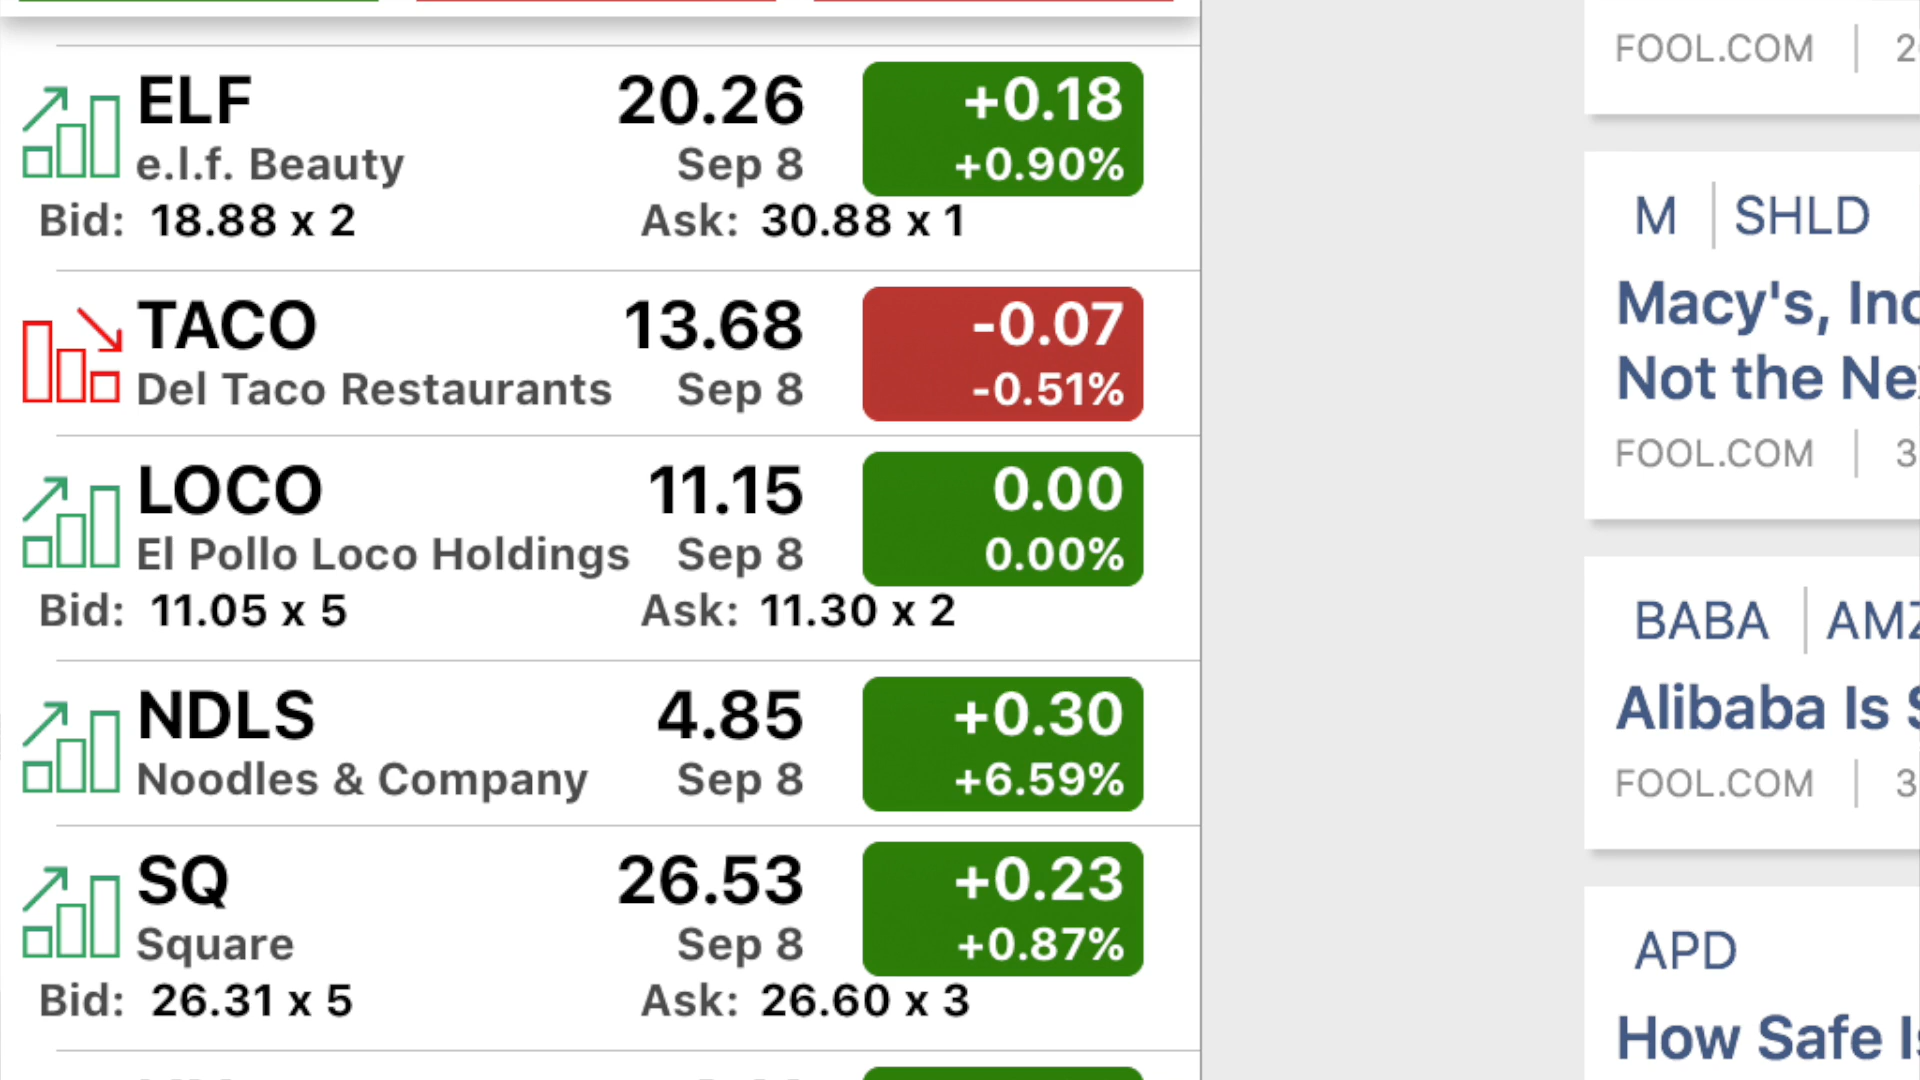 ELF 20.26 +0.18
e.l.f. Beauty Sep 8 +0.90%
Bid: 18.88 x 2 Ask: 30.88 x 1
TACO 13.68 -0.07
Del Taco Restaurants Sep 8 -0.51%
LOCO 11.15 0.00
El Pollo Loco Holdings Sep 8 0.00%
Bid: 11.05 x 5 Ask: 11.30 x 2
NDLS 4.85 +0.30
Noodles & Company Sep 8 +6.59%
SQ 26.53 +0.23
Square Sep 8 +0.87%
Bid: 26.31 x 5 Ask: 26.60 x 3
FOOL.COM
M SHLD
Macy's,
Not the
FOOL.COM
BABA
Alibaba Is
FOOL.COM
APD
How Safe